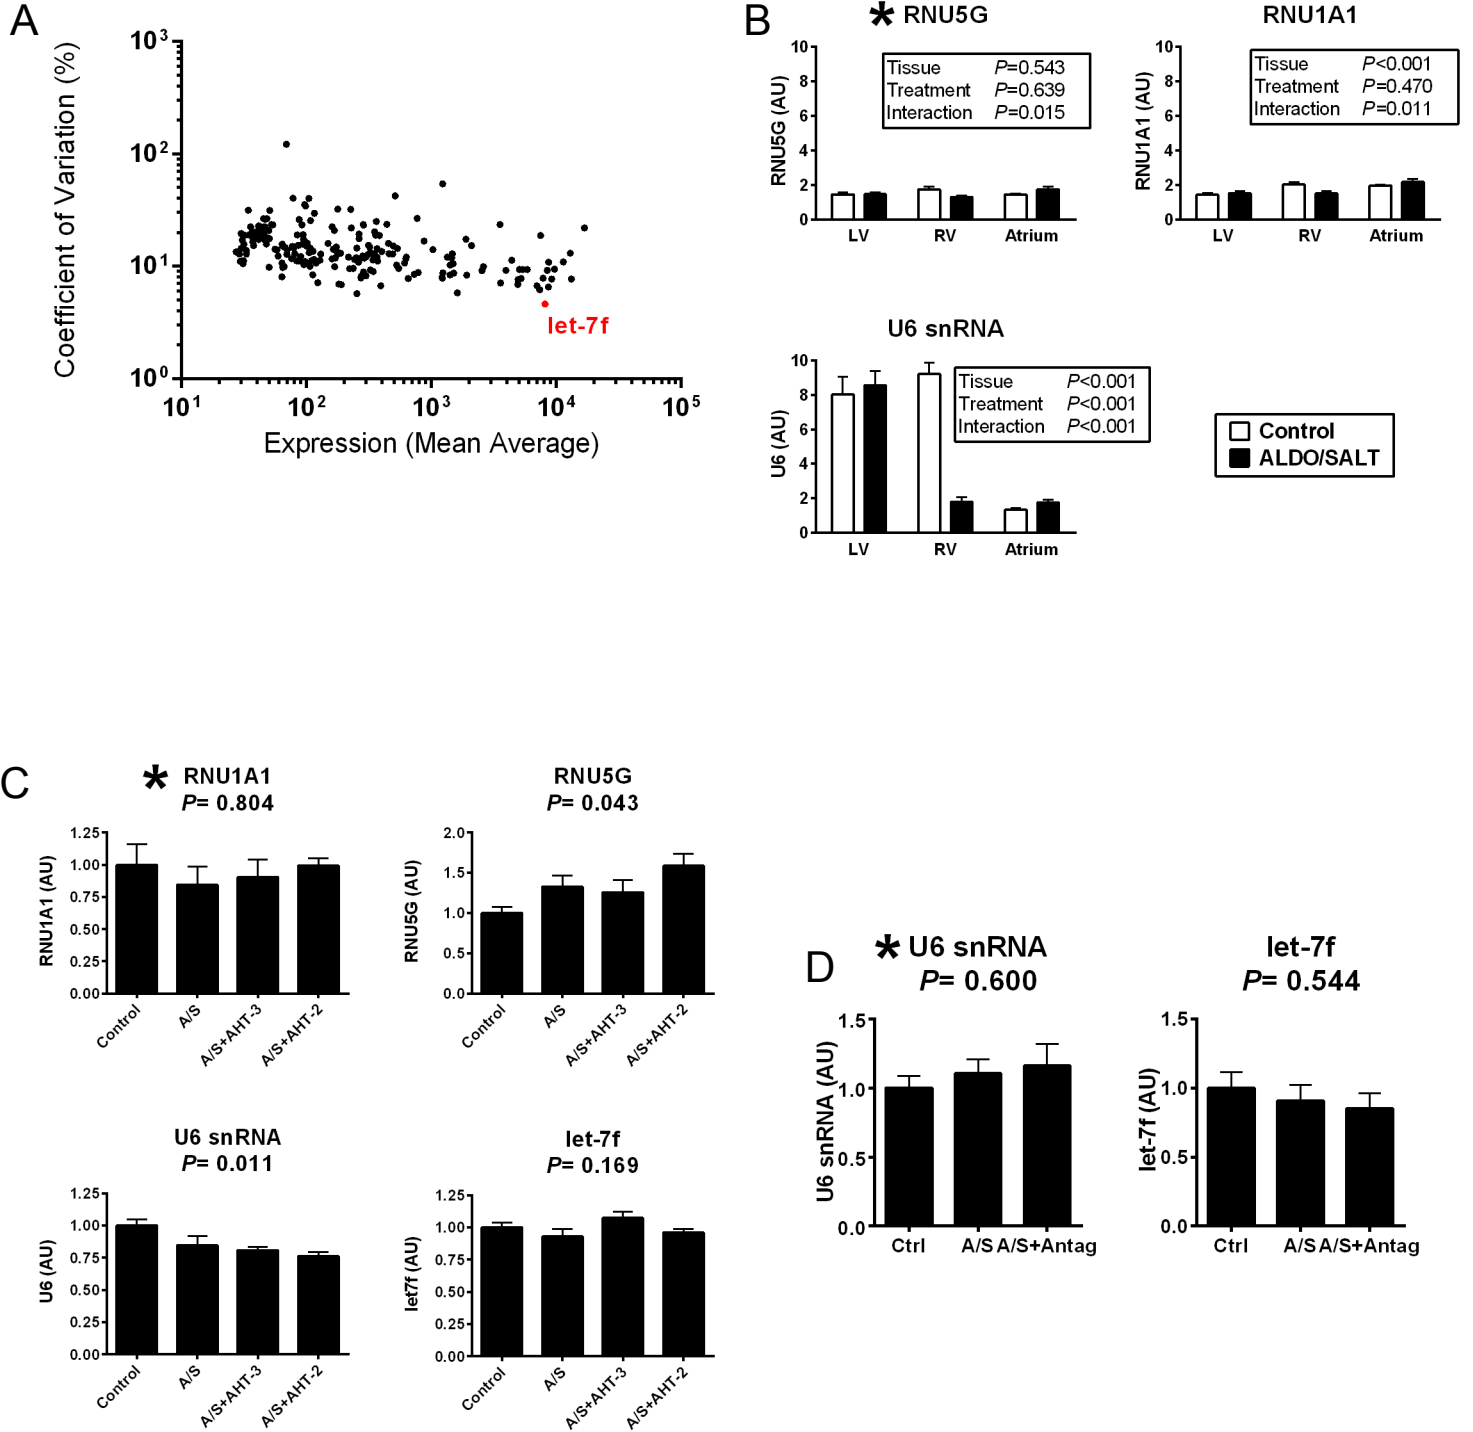 A
Coefficient of Variation (%)
10³
10²
10¹
10⁰
let-7f
10¹ 10² 10³ 10⁴ 10⁵
Expression (Mean Average)
B
* RNU5G
RNU5G (AU)
10
8
6
4
2
0
Tissue P=0.543
Treatment P=0.639
Interaction P=0.015
LV RV Atrium
RNU1A1
RNU1A1 (AU)
10
8
6
4
2
0
Tissue P<0.001
Treatment P=0.470
Interaction P=0.011
LV RV Atrium
U6 snRNA
U6 (AU)
10
8
6
4
2
0
Tissue P<0.001
Treatment P<0.001
Interaction P<0.001
LV RV Atrium
Control
ALDO/SALT
C
* RNU1A1
P= 0.804
RNU1A1 (AU)
1.25
1.00
0.75
0.50
0.25
0.00
Control A/S A/S+AHT-3 A/S+AHT-2
RNU5G
P= 0.043
RNU5G (AU)
2.0
1.5
1.0
0.5
0.0
Control A/S A/S+AHT-3 A/S+AHT-2
U6 snRNA
P= 0.011
U6 (AU)
1.25
1.00
0.75
0.50
0.25
0.00
Control A/S A/S+AHT-3 A/S+AHT-2
let-7f
P= 0.169
let7f (AU)
1.25
1.00
0.75
0.50
0.25
0.00
Control A/S A/S+AHT-3 A/S+AHT-2
D
* U6 snRNA
P= 0.600
U6 snRNA (AU)
1.5
1.0
0.5
0.0
Ctrl A/S A/S+Antag
let-7f
P= 0.544
let-7f (AU)
1.5
1.0
0.5
0.0
Ctrl A/S A/S+Antag